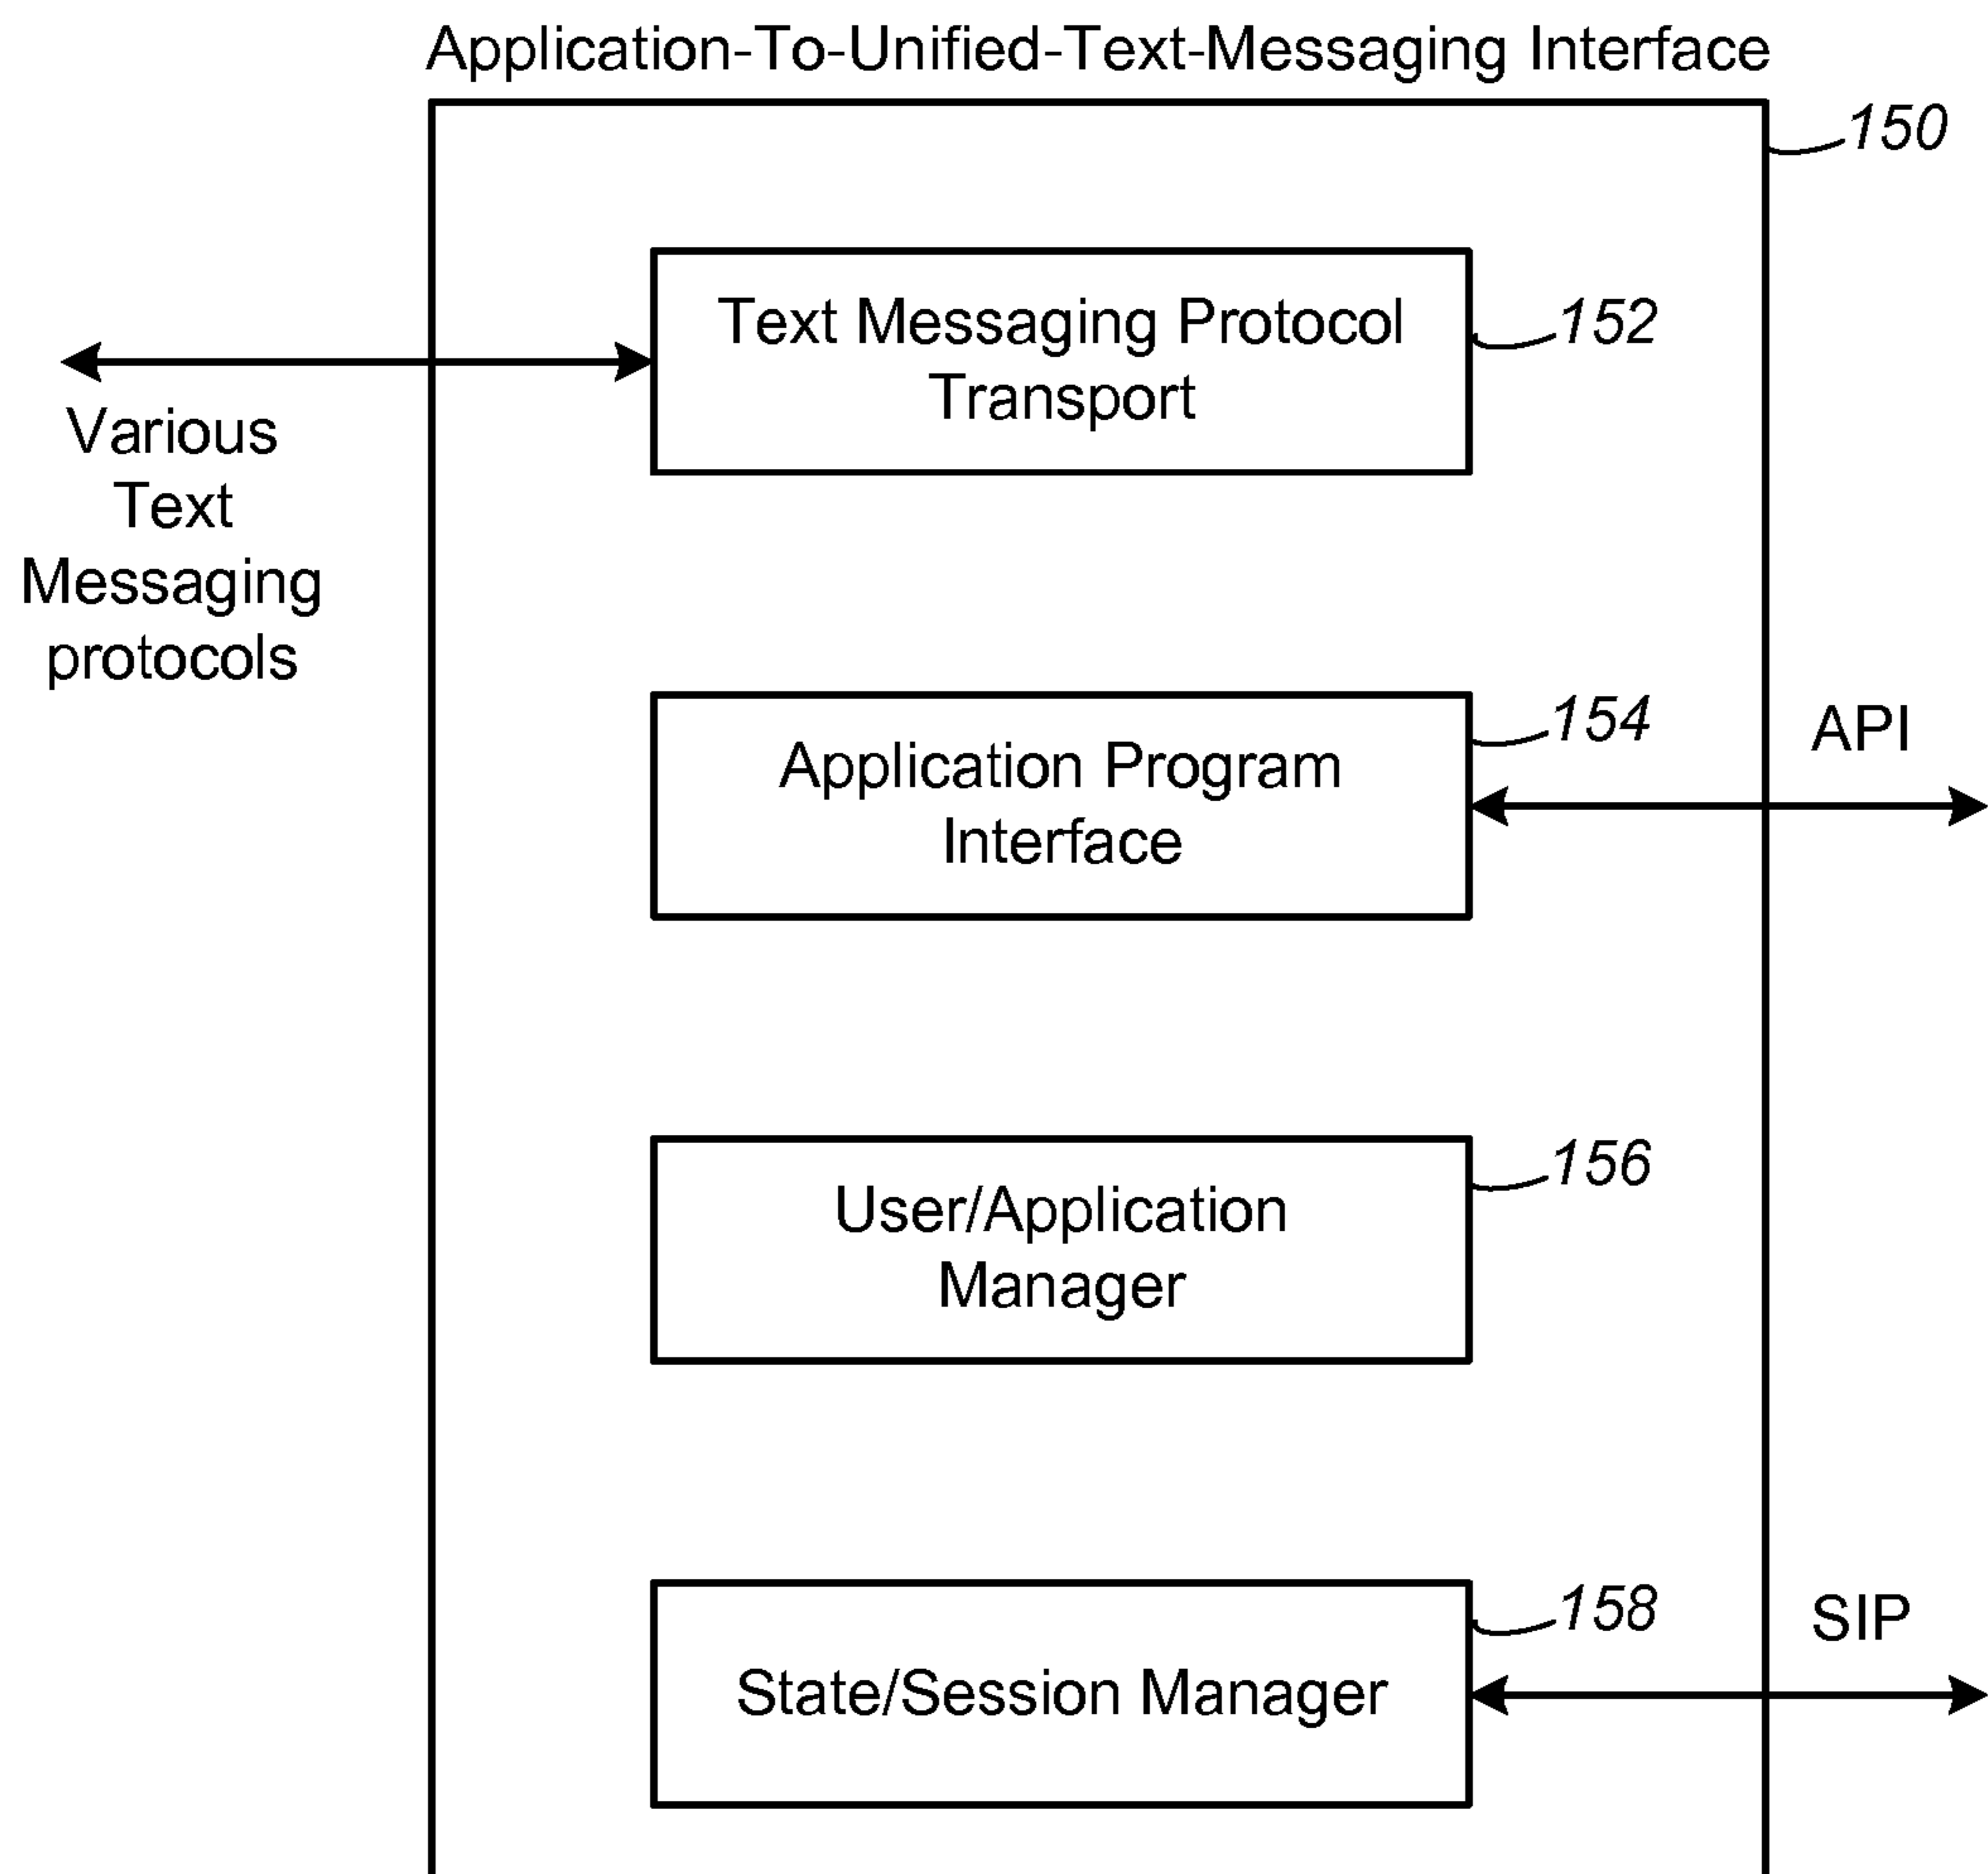 Application-To-Unified-Text-Messaging Interface
150
Text Messaging Protocol
Transport
152
Various
Text
Messaging
protocols
Application Program
Interface
154
API
User/Application
Manager
156
State/Session Manager
158
SIP